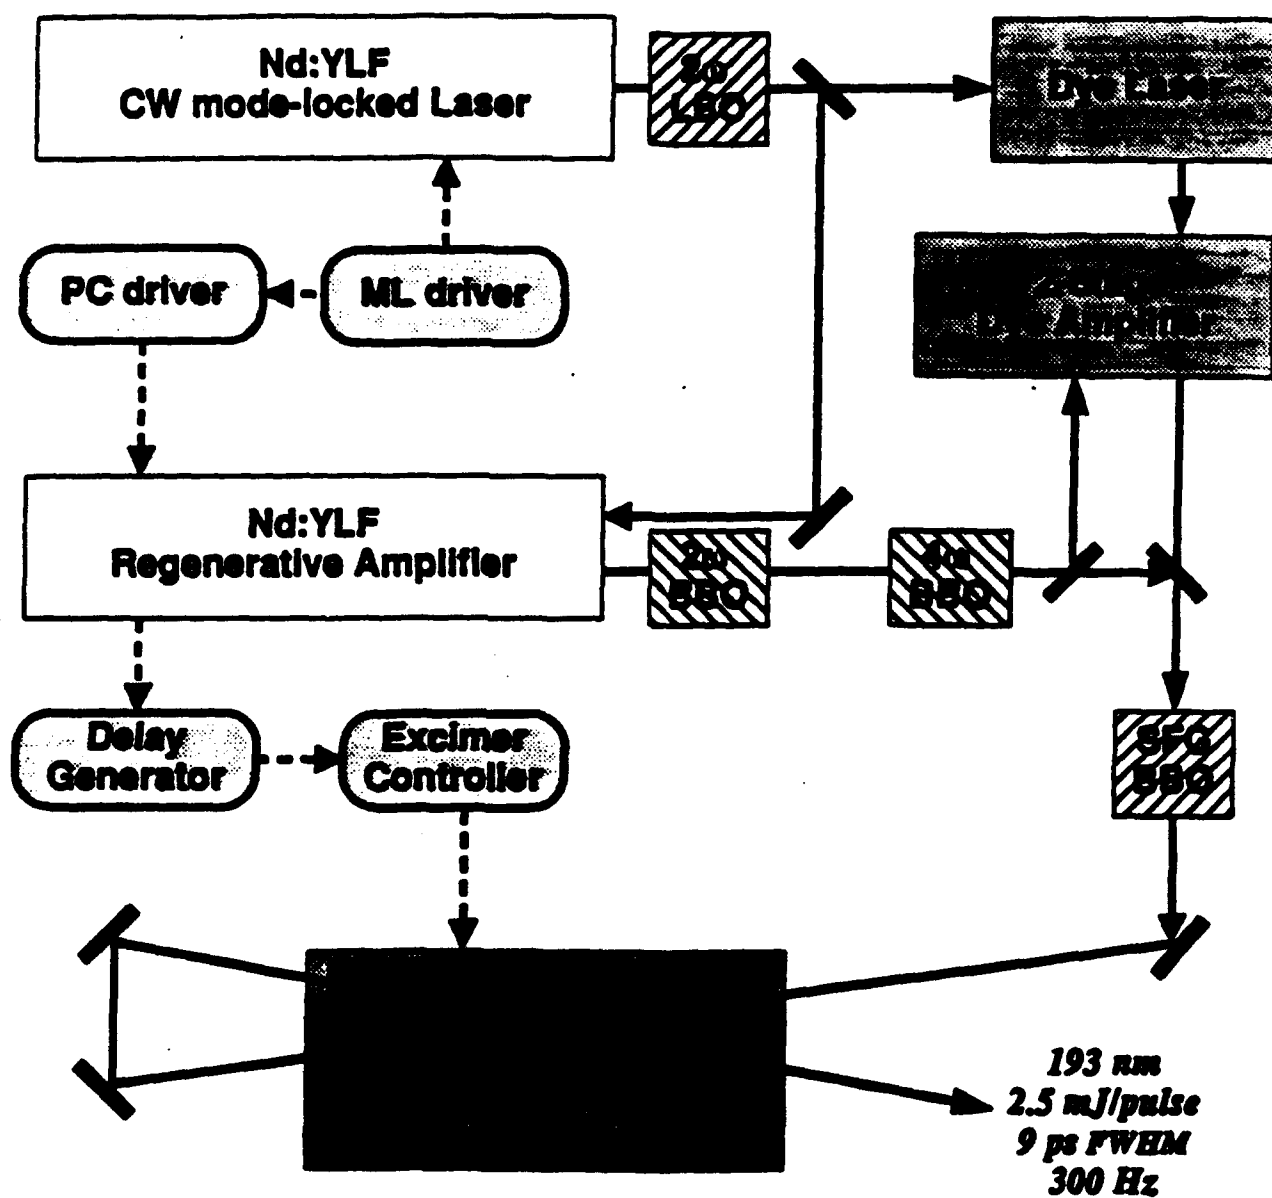 Nd:YLF
CW mode-locked Laser
2ω
LBO
Dye Laser
PC driver
ML driver
Dye Amplifier
Nd:YLF
Regenerative Amplifier
2ω
BBO
4ω
BBO
Delay
Generator
Excimer
Controller
SFG
BBO
193 nm
2.5 mJ/pulse
9 ps FWHM
300 Hz